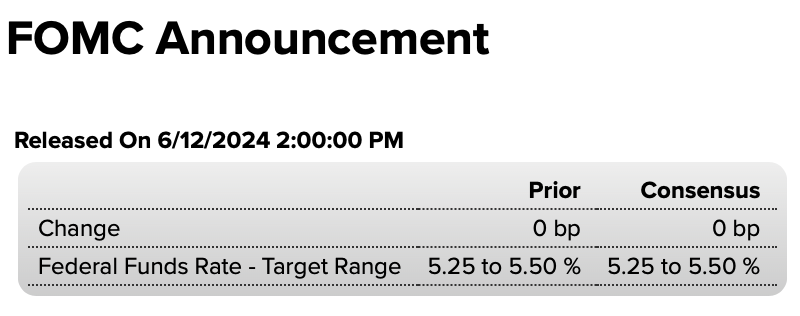 FOMC Announcement
Released On 6/12/2024 2:00:00 PM
Prior Consensus
Change 0 bp 0 bp
Federal Funds Rate - Target Range 5.25 to 5.50 % 5.25 to 5.50 %